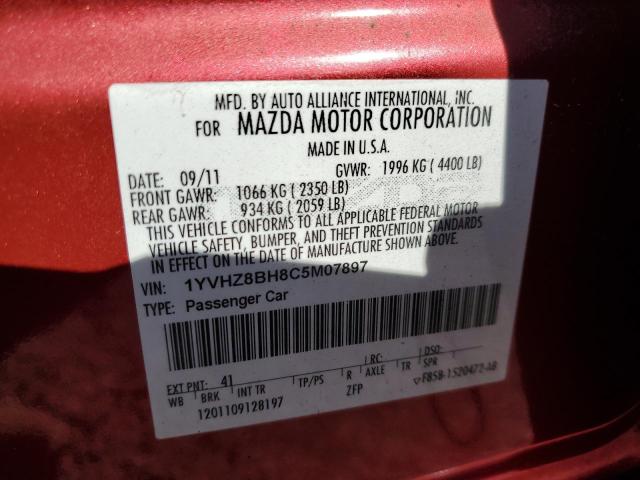 MFD. BY AUTO ALLIANCE INTERNATIONAL, INC.
FOR MAZDA MOTOR CORPORATION
MADE IN U.S.A.
DATE: 09/11 GVWR: 1996 KG ( 4400 LB)
FRONT GAWR: 1066 KG ( 2350 LB)
REAR GAWR: 934 KG ( 2059 LB)
THIS VEHICLE CONFORMS TO ALL APPLICABLE FEDERAL MOTOR
VEHICLE SAFETY, BUMPER, AND THEFT PREVENTION STANDARDS
IN EFFECT ON THE DATE OF MANUFACTURE SHOWN ABOVE.
VIN: 1YVHZ8BH8C5M07897
TYPE: Passenger Car
EXT PNT: 41 RC: DSO:
WB BRK INT TR TP/PS R AXLE TR SPR
1201109128197 ZFP F85B-1520472-AB